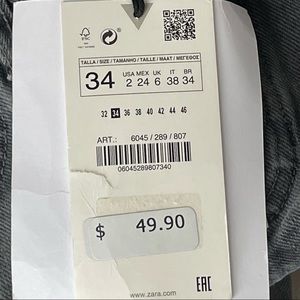 FSC
TALLA / SIZE / TAMANHO / TAILLE / MAAT / ΜΕΓΕΘΟΣ
34
USA MEX UK IT BR
2 24 6 38 34
32 34 36 38 40 42 44 46
ART.: 6045 / 289 / 807
06045289807340
$ 49.90
www.zara.com
EAC